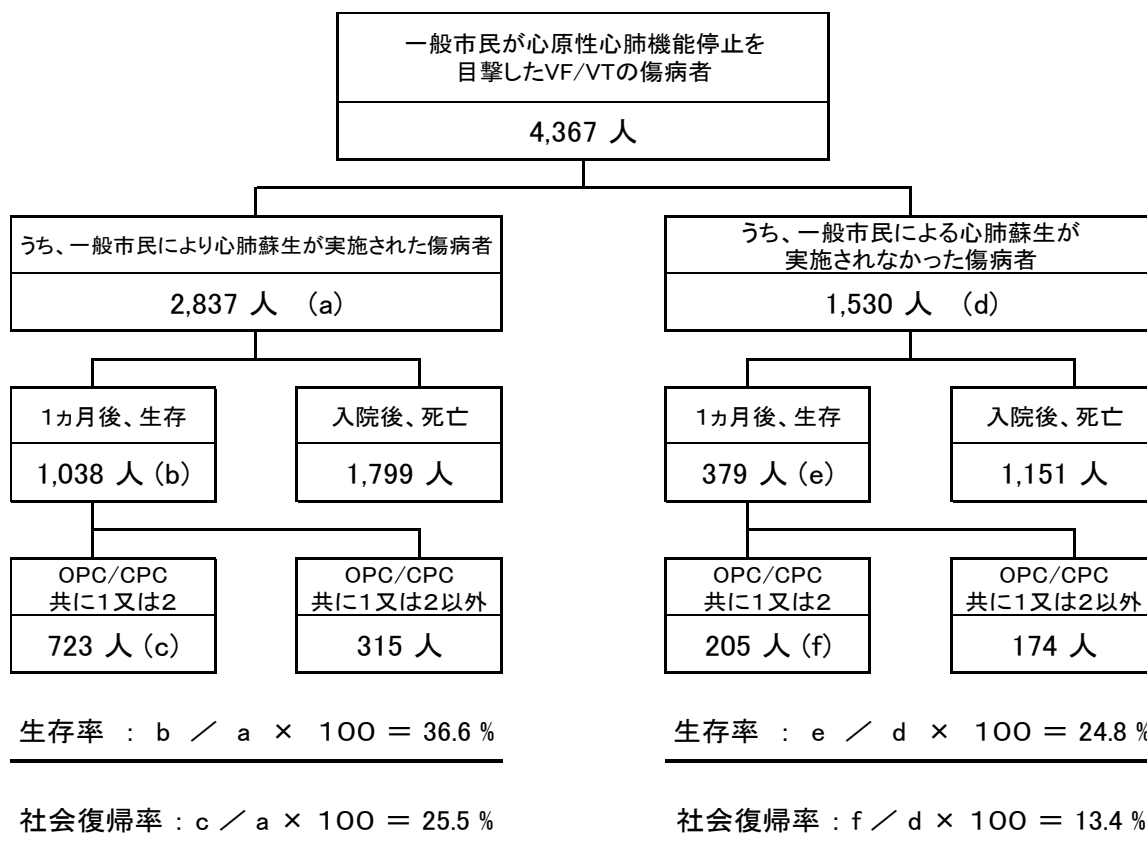 一般市民が心原性心肺機能停止を
目撃したVF/VTの傷病者
4,367 人
うち、一般市民により心肺蘇生が実施された傷病者
2,837 人 (a)
うち、一般市民による心肺蘇生が
実施されなかった傷病者
1,530 人 (d)
1ヵ月後、生存
1,038 人 (b)
入院後、死亡
1,799 人
1ヵ月後、生存
379 人 (e)
入院後、死亡
1,151 人
OPC/CPC
共に1又は2
723 人 (c)
OPC/CPC
共に1又は2以外
315 人
OPC/CPC
共に1又は2
205 人 (f)
OPC/CPC
共に1又は2以外
174 人
生存率 : b / a × 100 = 36.6 %
生存率 : e / d × 100 = 24.8 %
社会復帰率 : c / a × 100 = 25.5 %
社会復帰率 : f / d × 100 = 13.4 %